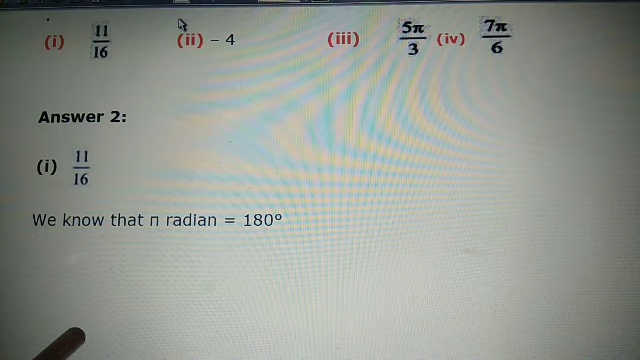 (i) 11/16 (ii) – 4 (iii) 5π/3 (iv) 7π/6
Answer 2:
(i) 11/16
We know that π radian = 180°